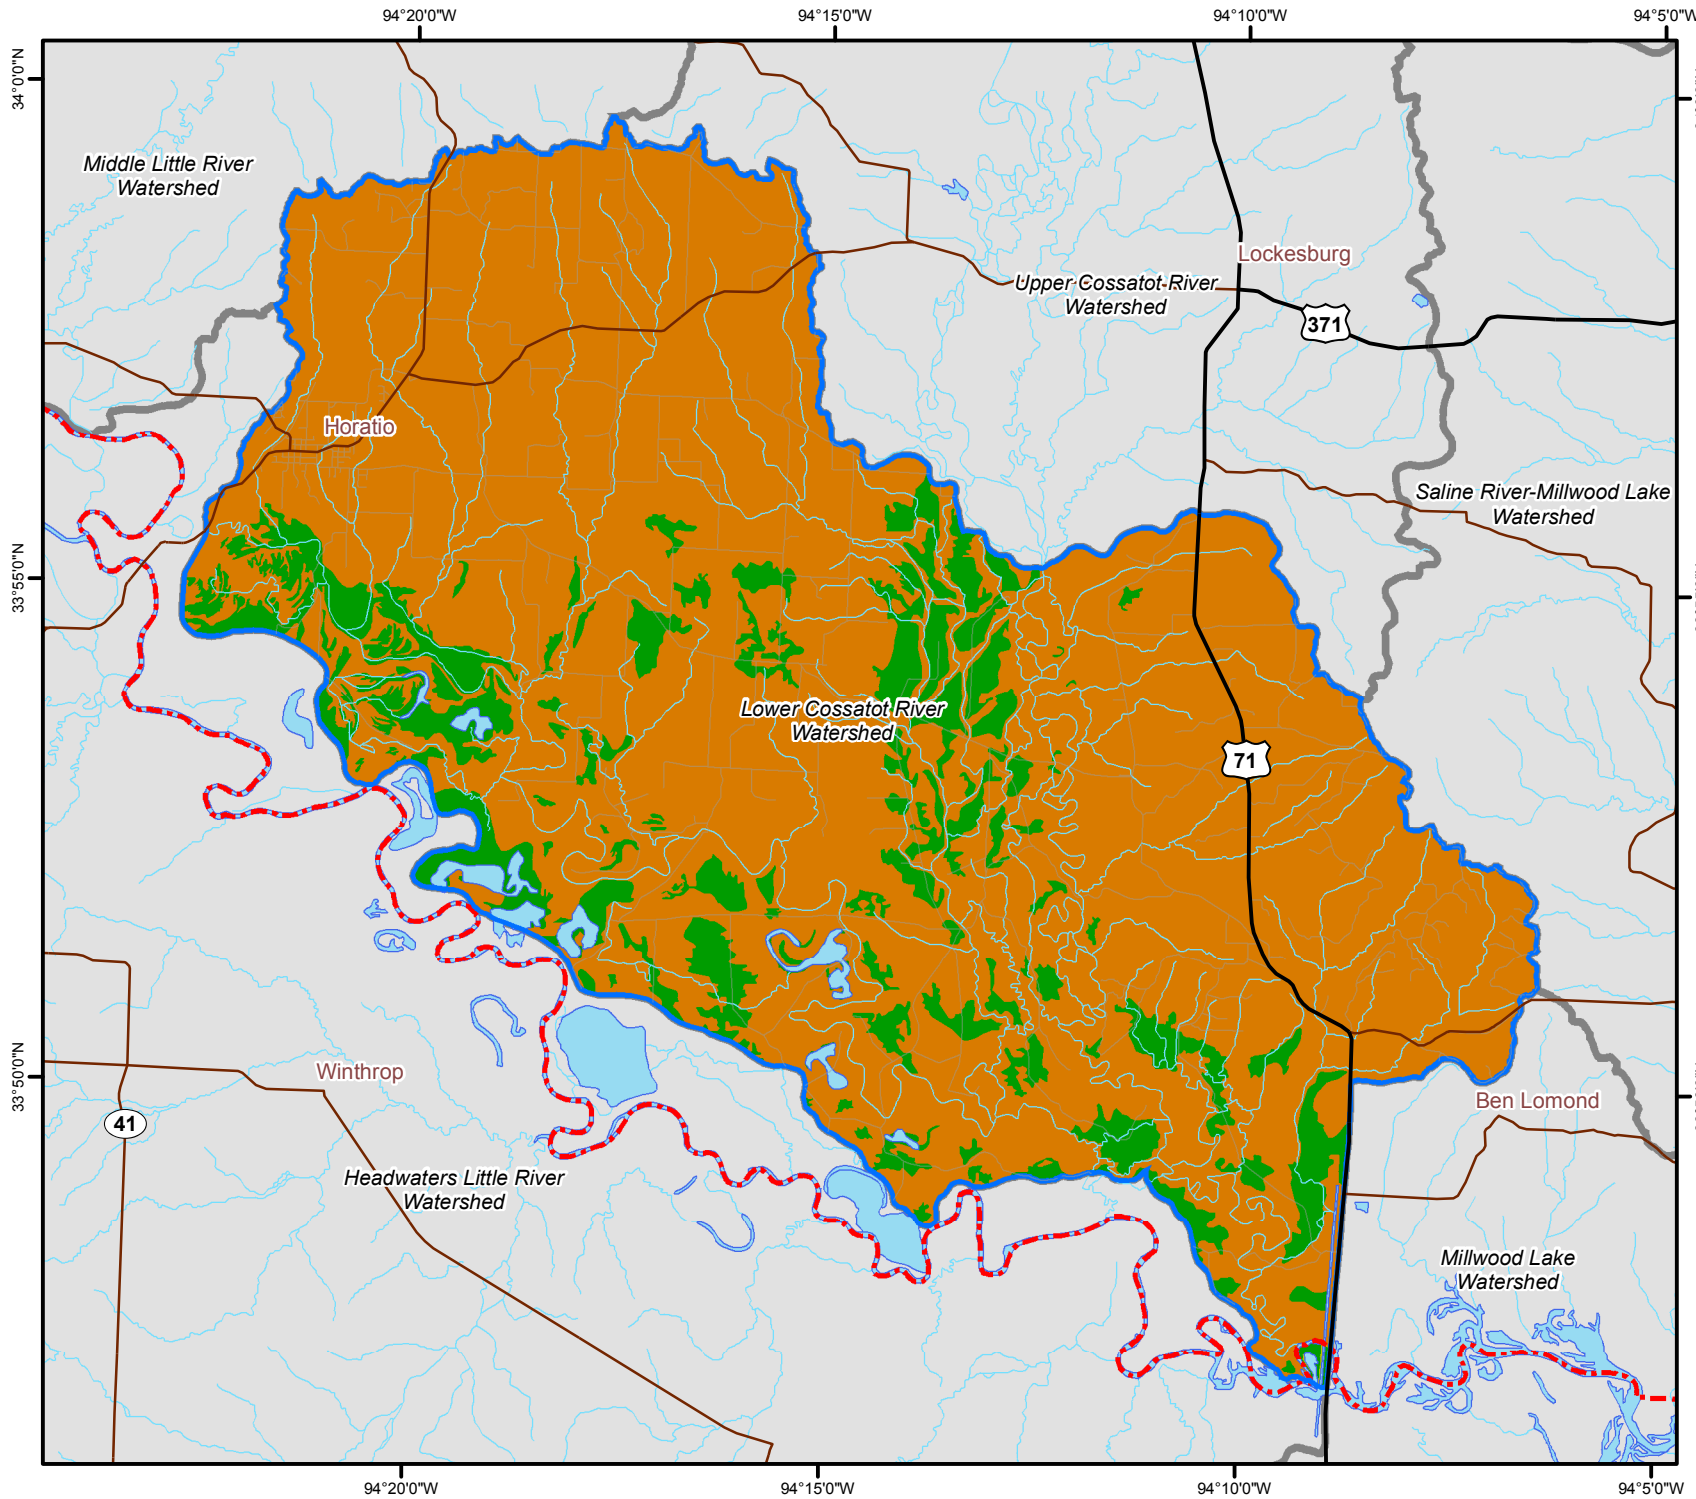 94°20'0"W
94°15'0"W
94°10'0"W
94°5'0"W
34°0'0"N
Middle Little River
Watershed
Lockesburg
Upper Cossatot River
Watershed
371
Horatio
Saline River-Millwood Lake
Watershed
33°55'0"N
Lower Cossatot River
Watershed
71
33°50'0"N
Winthrop
Ben Lomond
41
Headwaters Little River
Watershed
Millwood Lake
Watershed
94°20'0"W
94°15'0"W
94°10'0"W
94°5'0"W